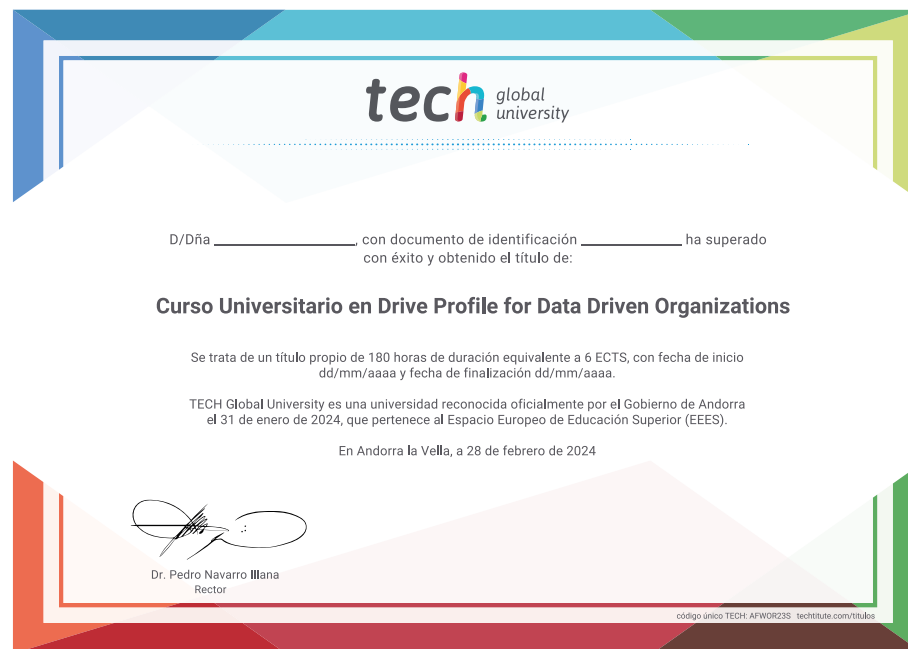 tech global
university
D/Dña ______________, con documento de identificación __________ ha superado
con éxito y obtenido el título de:
Curso Universitario en Drive Profile for Data Driven Organizations
Se trata de un título propio de 180 horas de duración equivalente a 6 ECTS, con fecha de inicio
dd/mm/aaaa y fecha de finalización dd/mm/aaaa.
TECH Global University es una universidad reconocida oficialmente por el Gobierno de Andorra
el 31 de enero de 2024, que pertenece al Espacio Europeo de Educación Superior (EEES).
En Andorra la Vella, a 28 de febrero de 2024
Dr. Pedro Navarro Illana
Rector
código único TECH: AFWOR23S techtitute.com/titulos